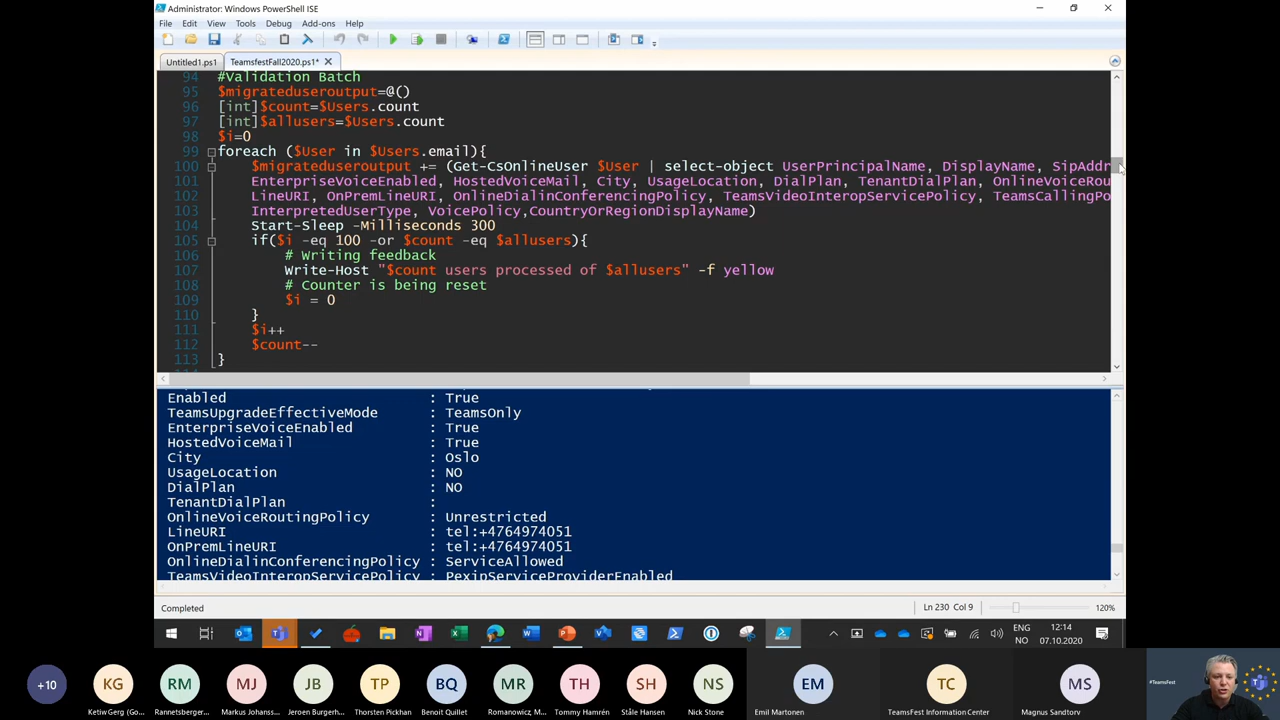 Administrator: Windows PowerShell ISE
File Edit View Tools Debug Add-ons Help
Untitled1.ps1 TeamsfestFall2020.ps1* X
94 #Validation Batch
95 $migrateduseroutput=@()
96 [int]$count=$Users.count
97 [int]$allusers=$Users.count
98 $i=0
99 foreach ($User in $Users.email){
100 $migrateduseroutput += (Get-CsOnlineUser $User | select-object UserPrincipalName, DisplayName, SipAddr
101 EnterpriseVoiceEnabled, HostedVoiceMail, City, UsageLocation, DialPlan, TenantDialPlan, OnlineVoiceRou
102 LineURI, OnPremLineURI, OnlineDialinConferencingPolicy, TeamsVideoInteropServicePolicy, TeamsCallingPo
103 InterpretedUserType, VoicePolicy,CountryOrRegionDisplayName)
104 Start-Sleep -Milliseconds 300
105 if($i -eq 100 -or $count -eq $allusers){
106 # Writing feedback
107 Write-Host "$count users processed of $allusers" -f yellow
108 # Counter is being reset
109 $i = 0
110 }
111 $i++
112 $count--
113 }
Enabled : True
TeamsUpgradeEffectiveMode : TeamsOnly
EnterpriseVoiceEnabled : True
HostedVoiceMail : True
City : Oslo
UsageLocation : NO
DialPlan : NO
TenantDialPlan :
OnlineVoiceRoutingPolicy : Unrestricted
LineURI : tel:+4764974051
OnPremLineURI : tel:+4764974051
OnlineDialinConferencingPolicy : ServiceAllowed
TeamsVideoInteropServicePolicy : PexipServiceProviderEnabled
Completed Ln 230 Col 9 120%
ENG 12:14
NO 07.10.2020
+10 KG RM MJ JB TP BQ MR TH SH NS EM TC MS #TeamsFest
Ketiw Gerg (Go... Rannetsberger... Markus Johanss... Jeroen Burgerh... Thorsten Pickhan Benoit Quillet Romanowicz, M... Tommy Hamrén Ståle Hansen Nick Stone Emil Martonen TeamsFest Information Center Magnus Sandtorv